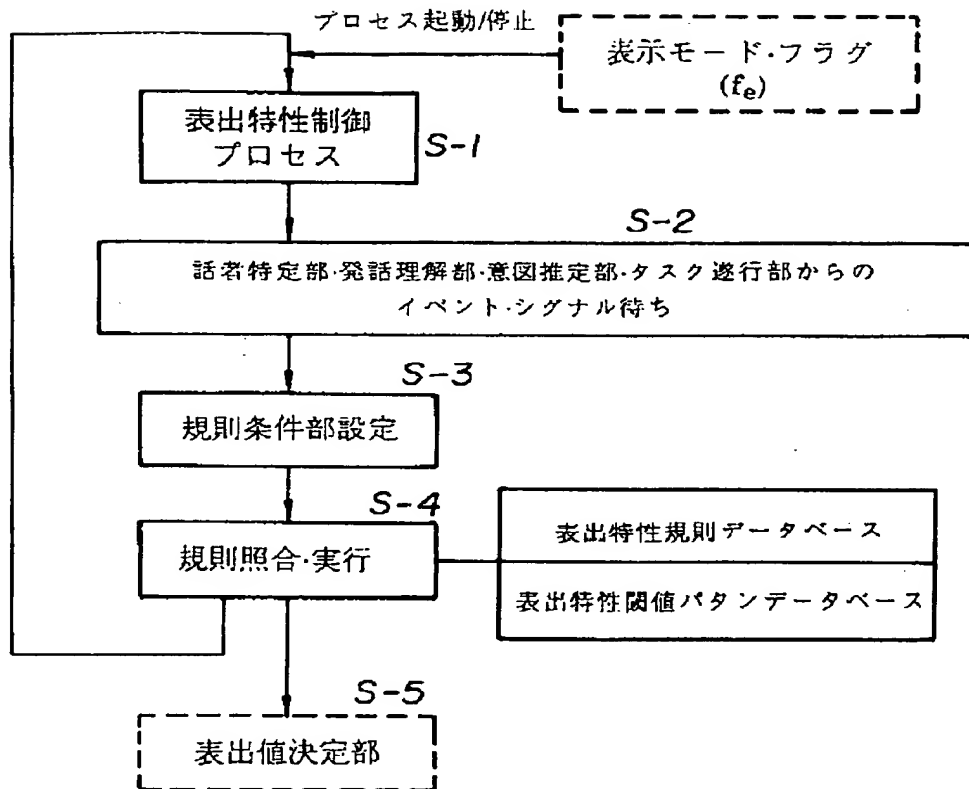 プロセス起動/停止
表示モード・フラグ
(fe)
表出特性制御
プロセス
S-1
S-2
話者特定部・発話理解部・意図推定部・タスク遂行部からの
イベント・シグナル待ち
S-3
規則条件部設定
S-4
規則照合・実行
表出特性規則データベース
表出特性閾値パタンデータベース
S-5
表出値決定部